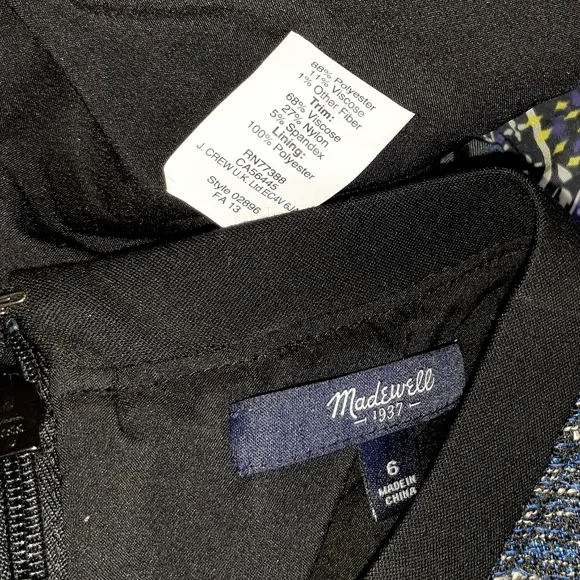 88% Polyester
11% Viscose
1% Other Fiber
Trim:
68% Viscose
27% Nylon
5% Spandex
Lining:
100% Polyester
RN77388
CA56445
J. CREW U.K. Ltd EC4V
Style 02896
FA 13
Madewell
1937
6
MADE IN
CHINA